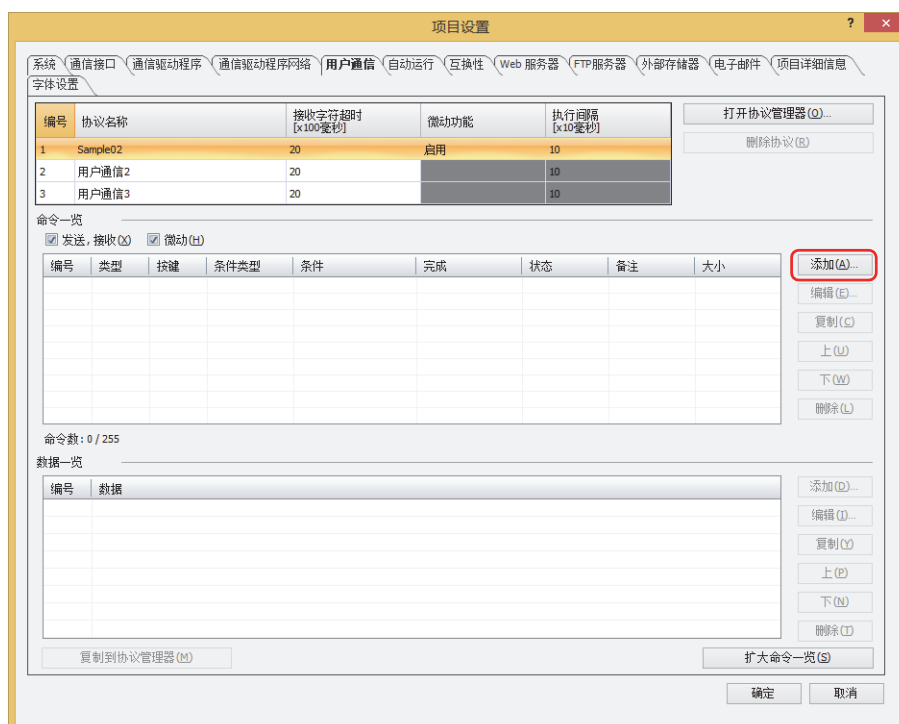 项目设置
? ×
系统 通信接口 通信驱动程序 通信驱动程序网络 用户通信 自动运行 互换性 Web 服务器 FTP服务器 外部存储器 电子邮件 项目详细信息
字体设置
编号 协议名称 接收字符超时 [x100毫秒] 微动功能 执行间隔 [x10毫秒]
打开协议管理器(O)...
1 Sample02 20 启用 10
删除协议(R)
2 用户通信2 20 10
3 用户通信3 20 10
命令一览
发送,接收(X) 微动(H)
编号 类型 按键 条件类型 条件 完成 状态 备注 大小
添加(A)...
编辑(E)...
复制(C)
上(U)
下(W)
删除(L)
命令数: 0 / 255
数据一览
编号 数据
添加(D)...
编辑(I)...
复制(Y)
上(P)
下(N)
删除(T)
复制到协议管理器(M)
扩大命令一览(S)
确定 取消